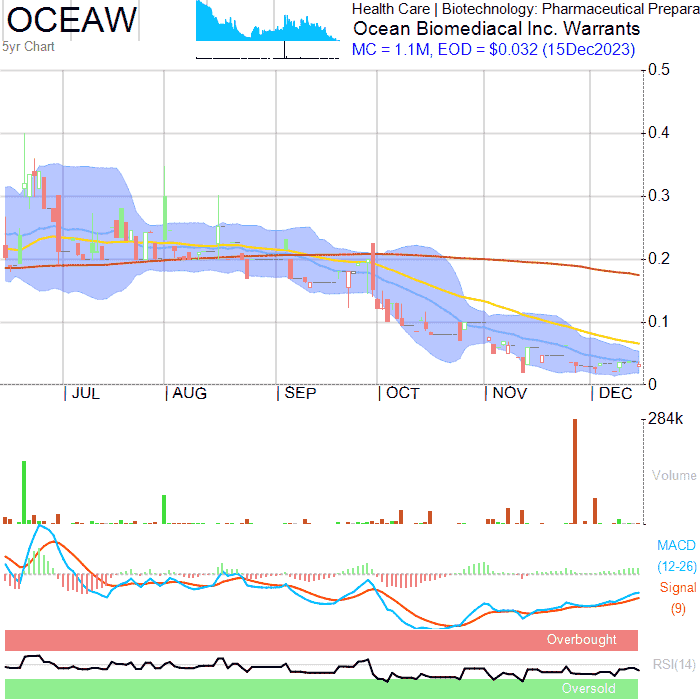 OCEAW
5yr Chart
Health Care | Biotechnology: Pharmaceutical Prepara
Ocean Biomediacal Inc. Warrants
MC = 1.1M, EOD = $0.032 (15Dec2023)
0.5
0.4
0.3
0.2
0.1
0
JUL AUG SEP OCT NOV DEC
284k
Volume
MACD
(12-26)
Signal
(9)
Overbought
RSI(14)
Oversold